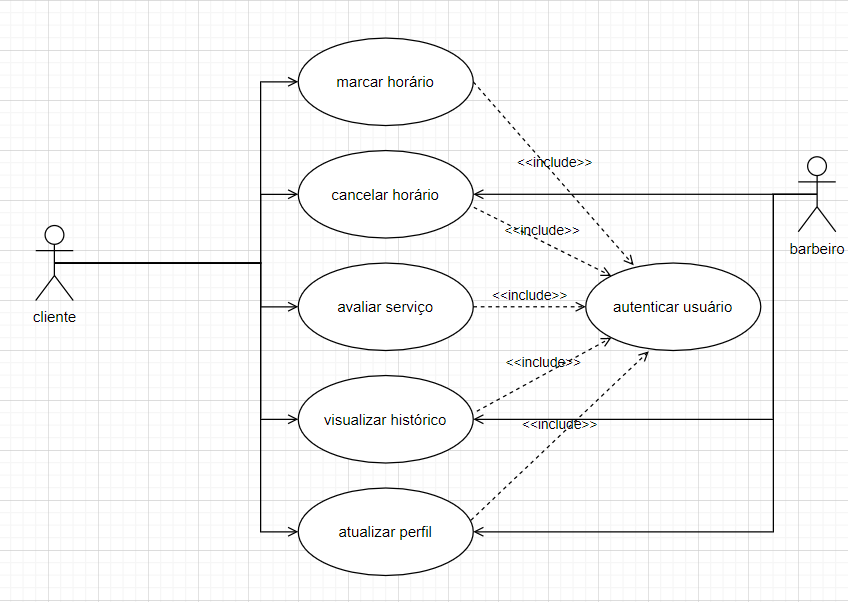 marcar horário
<<include>>
cancelar horário
<<include>>
barbeiro
cliente
<<include>>
avaliar serviço
autenticar usuário
<<include>>
visualizar histórico
<<include>>
atualizar perfil